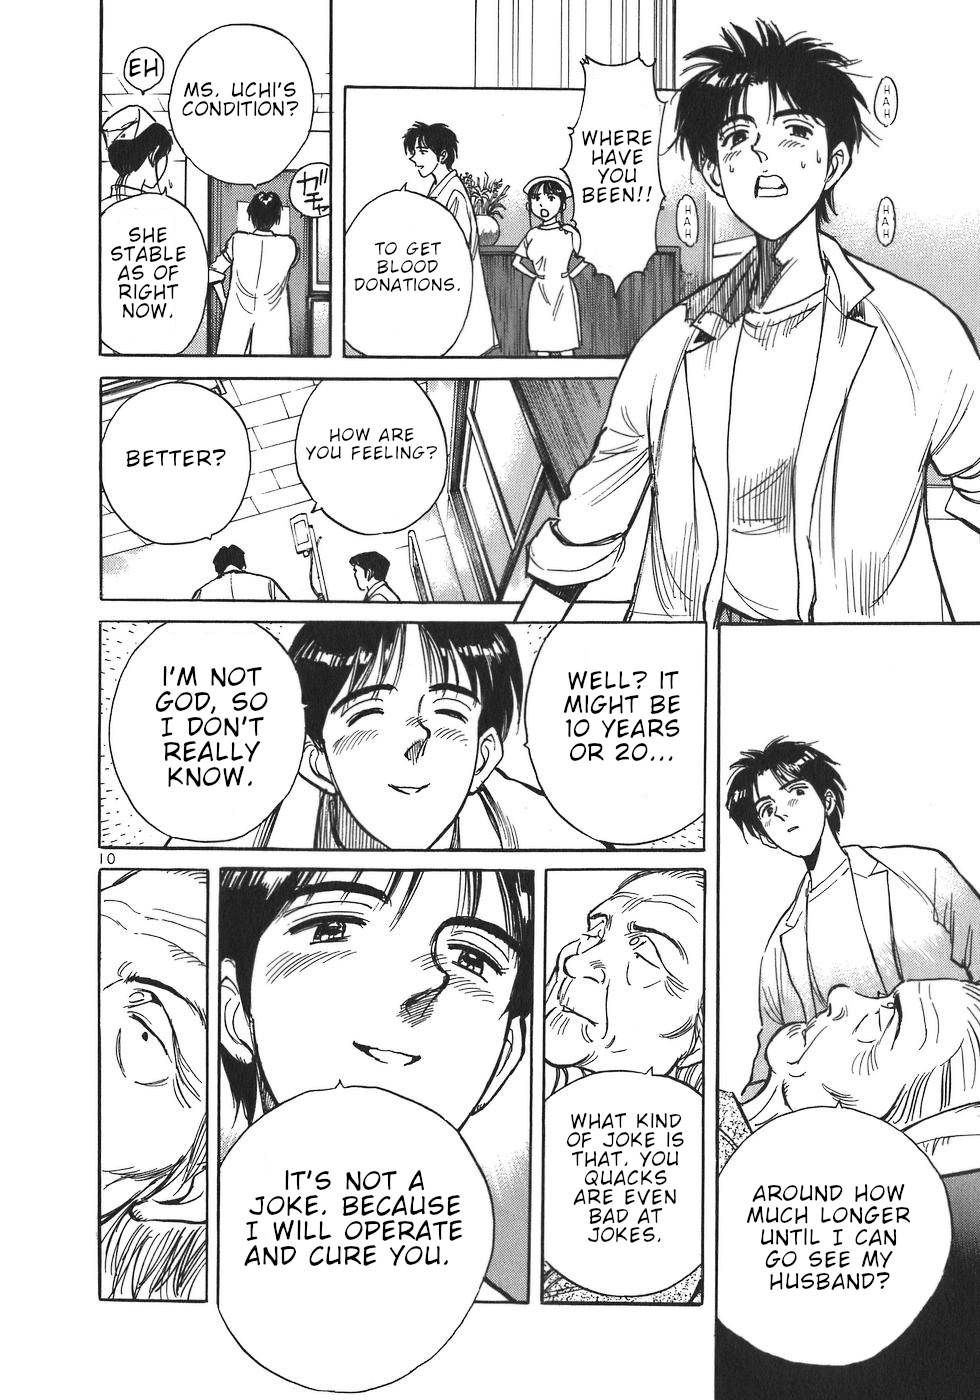 HAH
HAH
HAH
WHERE
HAVE
YOU
BEEN!!
TO GET
BLOOD
DONATIONS.
MS. UCHI'S
CONDITION?
EH
ガチャ
SHE
STABLE
AS OF
RIGHT
NOW.
HOW ARE
YOU FEELING?
BETTER?
AROUND HOW
MUCH LONGER
UNTIL I CAN
GO SEE MY
HUSBAND?
WELL? IT
MIGHT BE
10 YEARS
OR 20...
I'M NOT
GOD, SO
I DON'T
REALLY
KNOW.
WHAT KIND
OF JOKE IS
THAT. YOU
QUACKS
ARE EVEN
BAD AT
JOKES.
IT'S NOT A
JOKE. BECAUSE
I WILL OPERATE
AND CURE YOU.
10